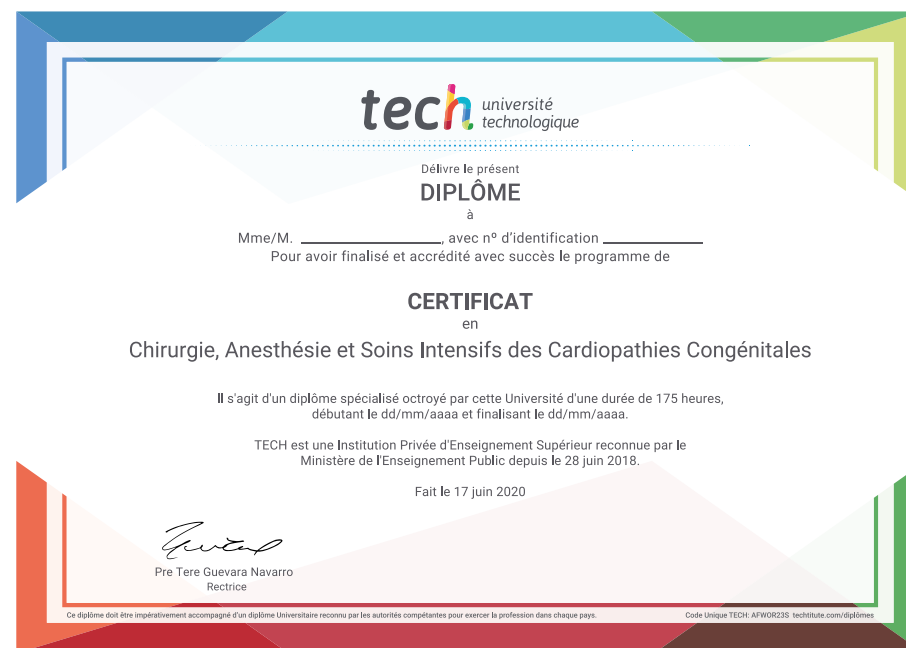 tech université
technologique
Délivre le présent
DIPLÔME
à
Mme/M. ____________________, avec nº d'identification ______________
Pour avoir finalisé et accrédité avec succès le programme de
CERTIFICAT
en
Chirurgie, Anesthésie et Soins Intensifs des Cardiopathies Congénitales
Il s'agit d'un diplôme spécialisé octroyé par cette Université d'une durée de 175 heures,
débutant le dd/mm/aaaa et finalisant le dd/mm/aaaa.
TECH est une Institution Privée d'Enseignement Supérieur reconnue par le
Ministère de l'Enseignement Public depuis le 28 juin 2018.
Fait le 17 juin 2020
Pre Tere Guevara Navarro
Rectrice
Ce diplôme doit être impérativement accompagné d'un diplôme Universitaire reconnu par les autorités compétentes pour exercer la profession dans chaque pays.
Code Unique TECH: AFWOR23S techtitute.com/diplômes